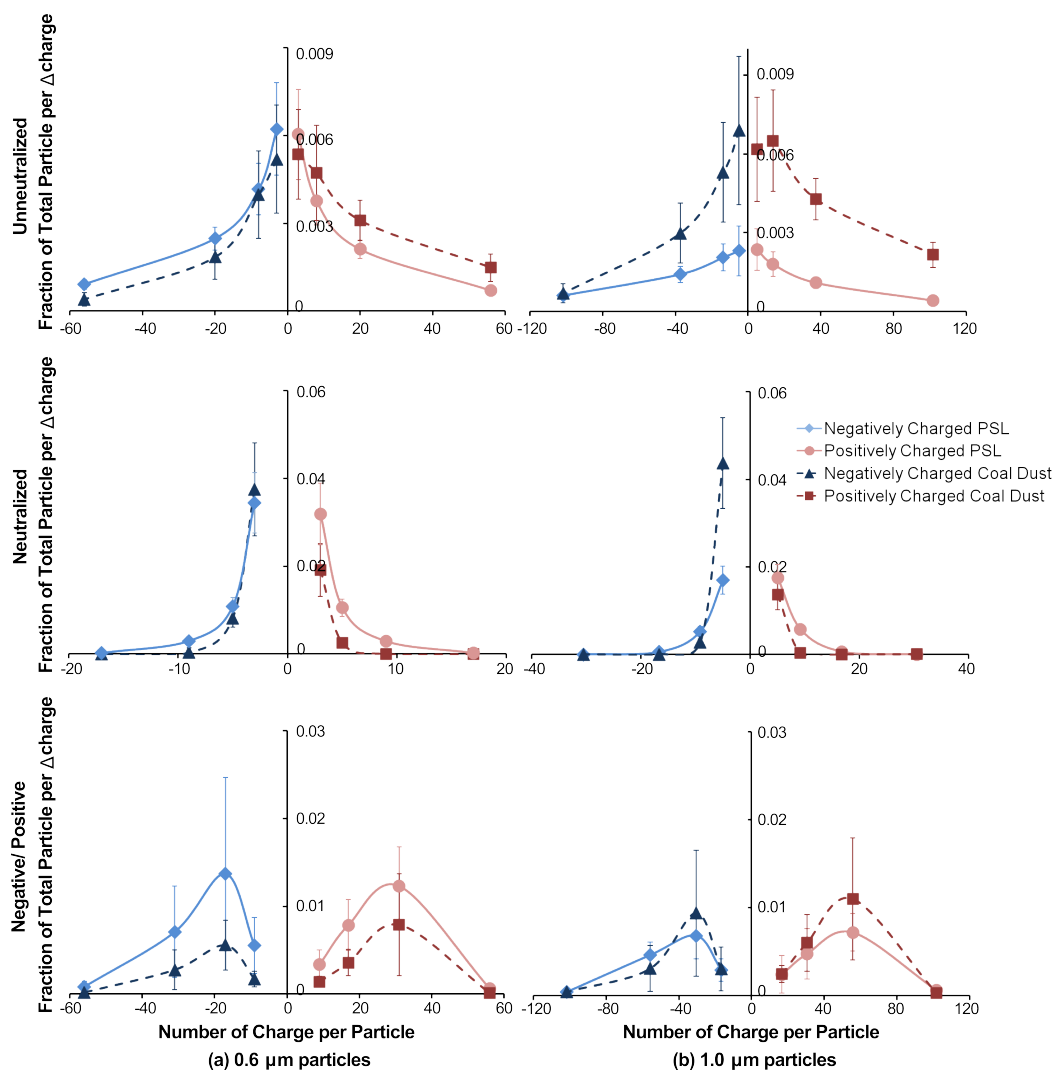 Unneutralized
Fraction of Total Particle per Δcharge
0.009
0.006
0.003
0
-60 -40 -20 0 20 40 60
0.009
0.006
0.003
0
-120 -80 -40 0 40 80 120
Neutralized
Fraction of Total Particle per Δcharge
0.06
0.04
0.02
0
-20 -10 0 10 20
0.06
0.04
0.02
0
-40 -20 0 20 40
Negatively Charged PSL
Positively Charged PSL
Negatively Charged Coal Dust
Positively Charged Coal Dust
Negative/ Positive
Fraction of Total Particle per Δcharge
0.03
0.02
0.01
0
-60 -40 -20 0 20 40 60
0.03
0.02
0.01
0
-120 -80 -40 0 40 80 120
Number of Charge per Particle
Number of Charge per Particle
(a) 0.6 µm particles
(b) 1.0 µm particles